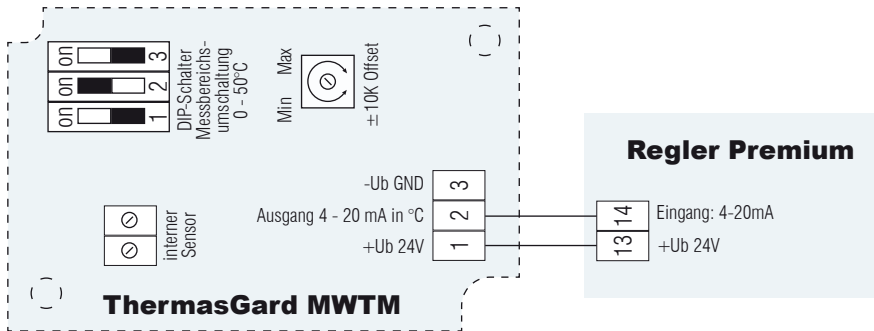 on 3
on 2
on 1
DIP-Schalter
Messbereichs-
umschaltung
0 - 50°C
Min Max
±10K Offset
interner
Sensor
-Ub GND 3
Ausgang 4 - 20 mA in °C 2
+Ub 24V 1
ThermasGard MWTM
Regler Premium
14 Eingang: 4-20mA
13 +Ub 24V